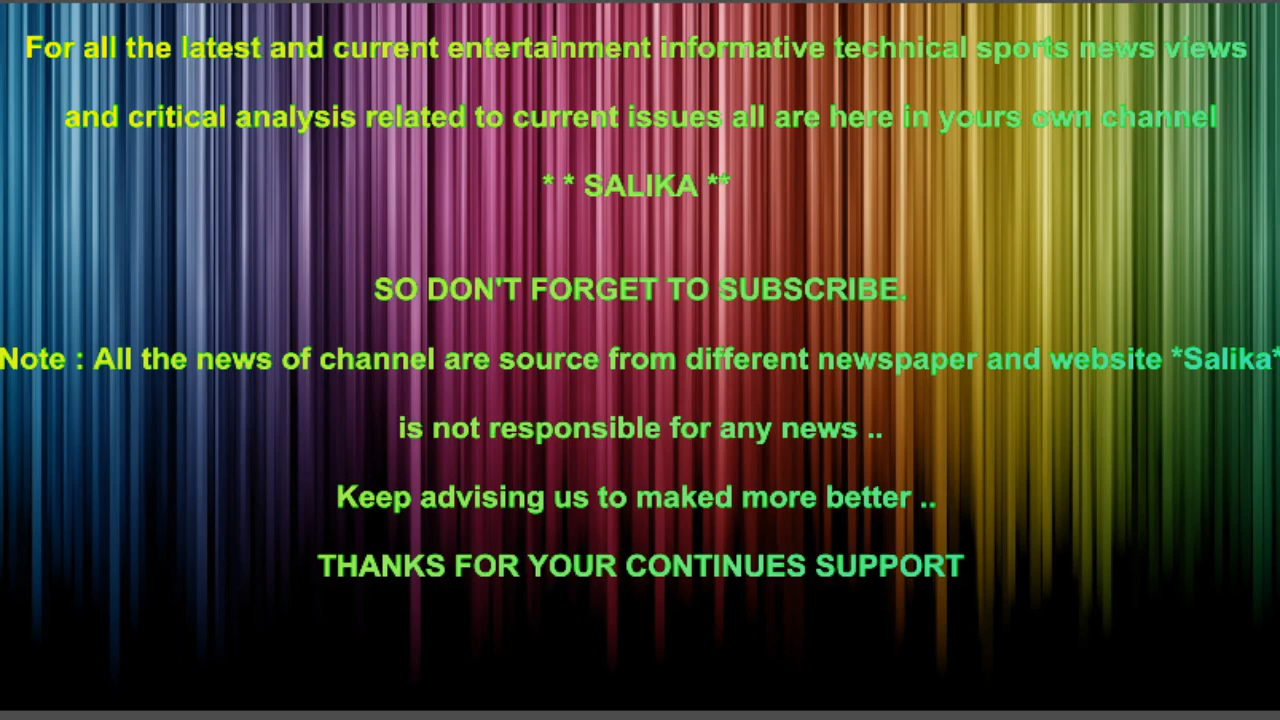 For all the latest and current entertainment informative technical sports news views
and critical analysis related to current issues all are here in yours own channel
* * SALIKA **
SO DON'T FORGET TO SUBSCRIBE.
Note : All the news of channel are source from different newspaper and website *Salika*
is not responsible for any news ..
Keep advising us to maked more better ..
THANKS FOR YOUR CONTINUES SUPPORT